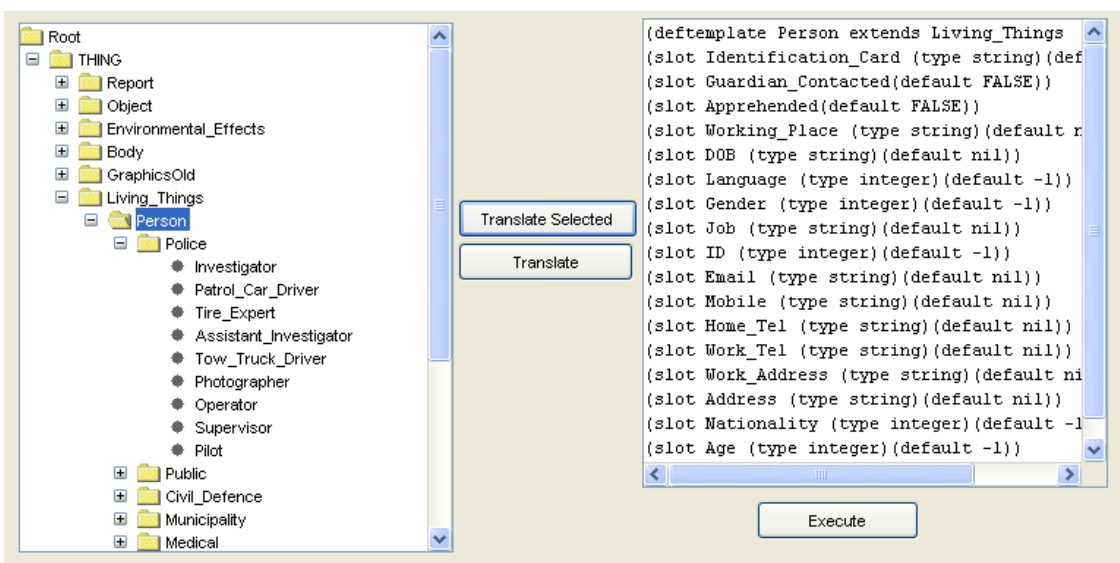 Root
THING
Report
Object
Environmental_Effects
Body
GraphicsOld
Living_Things
Person
Police
Investigator
Patrol_Car_Driver
Tire_Expert
Assistant_Investigator
Tow_Truck_Driver
Photographer
Operator
Supervisor
Pilot
Public
Civil_Defence
Municipality
Medical
Translate Selected
Translate
(deftemplate Person extends Living_Things
(slot Identification_Card (type string)(def
(slot Guardian_Contacted(default FALSE))
(slot Apprehended(default FALSE))
(slot Working_Place (type string)(default n
(slot DOB (type string)(default nil))
(slot Language (type integer)(default -1))
(slot Gender (type integer)(default -1))
(slot Job (type string)(default nil))
(slot ID (type integer)(default -1))
(slot Email (type string)(default nil))
(slot Mobile (type string)(default nil))
(slot Home_Tel (type string)(default nil))
(slot Work_Tel (type string)(default nil))
(slot Work_Address (type string)(default ni
(slot Address (type string)(default nil))
(slot Nationality (type integer)(default -1
(slot Age (type integer)(default -1))
Execute